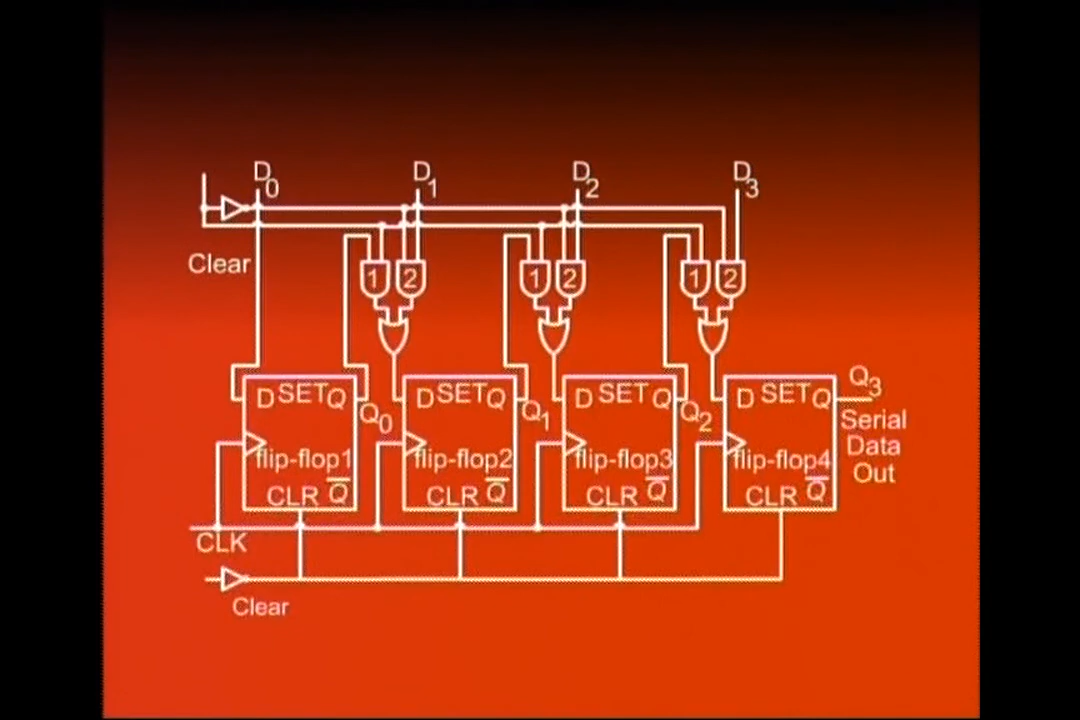 D0 D1 D2 D3
Clear
1 2 1 2 1 2
D SET Q Q0 D SET Q Q1 D SET Q Q2 D SET Q Q3
Serial
Data
Out
flip-flop1 flip-flop2 flip-flop3 flip-flop4
CLR Q̅ CLR Q̅ CLR Q̅ CLR Q̅
CLK
Clear